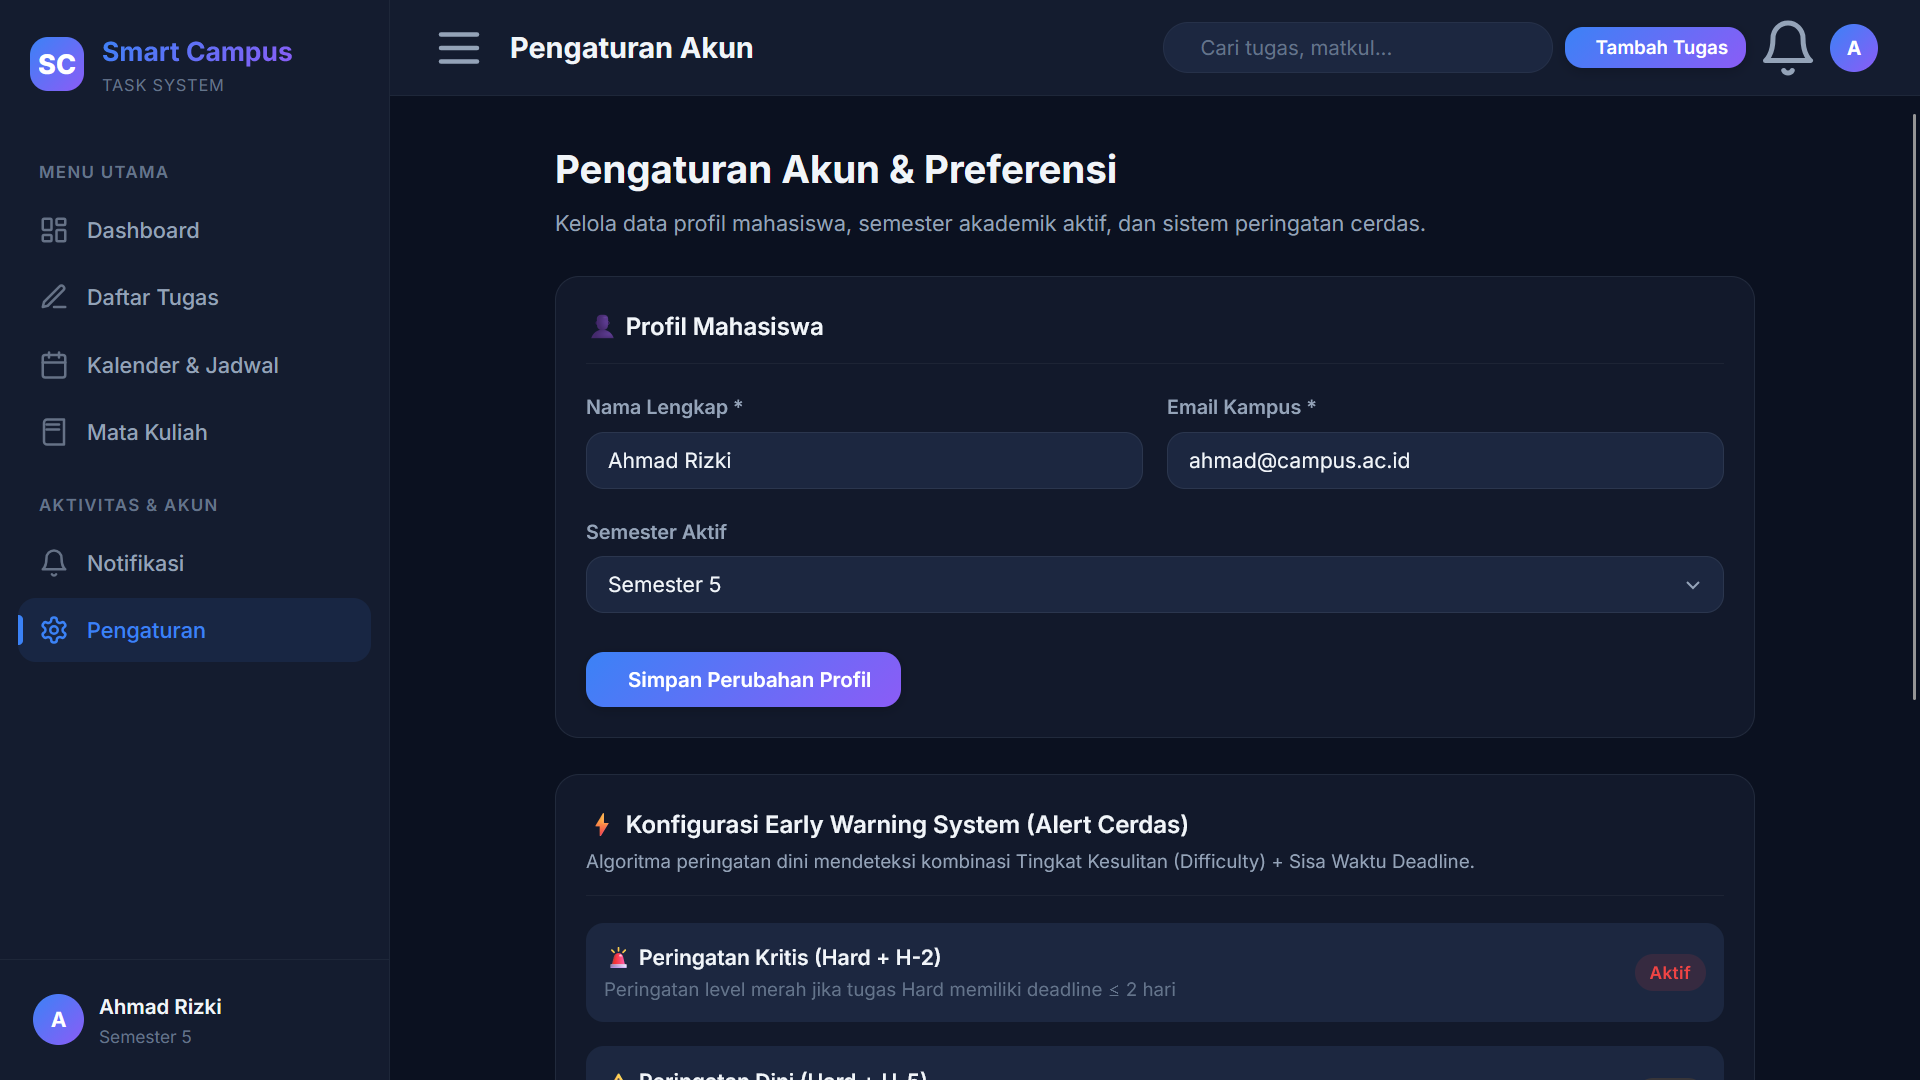 SC
Smart Campus
TASK SYSTEM
MENU UTAMA
Dashboard
Daftar Tugas
Kalender & Jadwal
Mata Kuliah
AKTIVITAS & AKUN
Notifikasi
Pengaturan
A
Ahmad Rizki
Semester 5
Pengaturan Akun
Cari tugas, matkul...
Tambah Tugas
A
Pengaturan Akun & Preferensi
Kelola data profil mahasiswa, semester akademik aktif, dan sistem peringatan cerdas.
Profil Mahasiswa
Nama Lengkap *
Ahmad Rizki
Email Kampus *
ahmad@campus.ac.id
Semester Aktif
Semester 5
Simpan Perubahan Profil
Konfigurasi Early Warning System (Alert Cerdas)
Algoritma peringatan dini mendeteksi kombinasi Tingkat Kesulitan (Difficulty) + Sisa Waktu Deadline.
Peringatan Kritis (Hard + H-2)
Peringatan level merah jika tugas Hard memiliki deadline ≤ 2 hari
Aktif
Peringatan Dini (Hard + H-5)